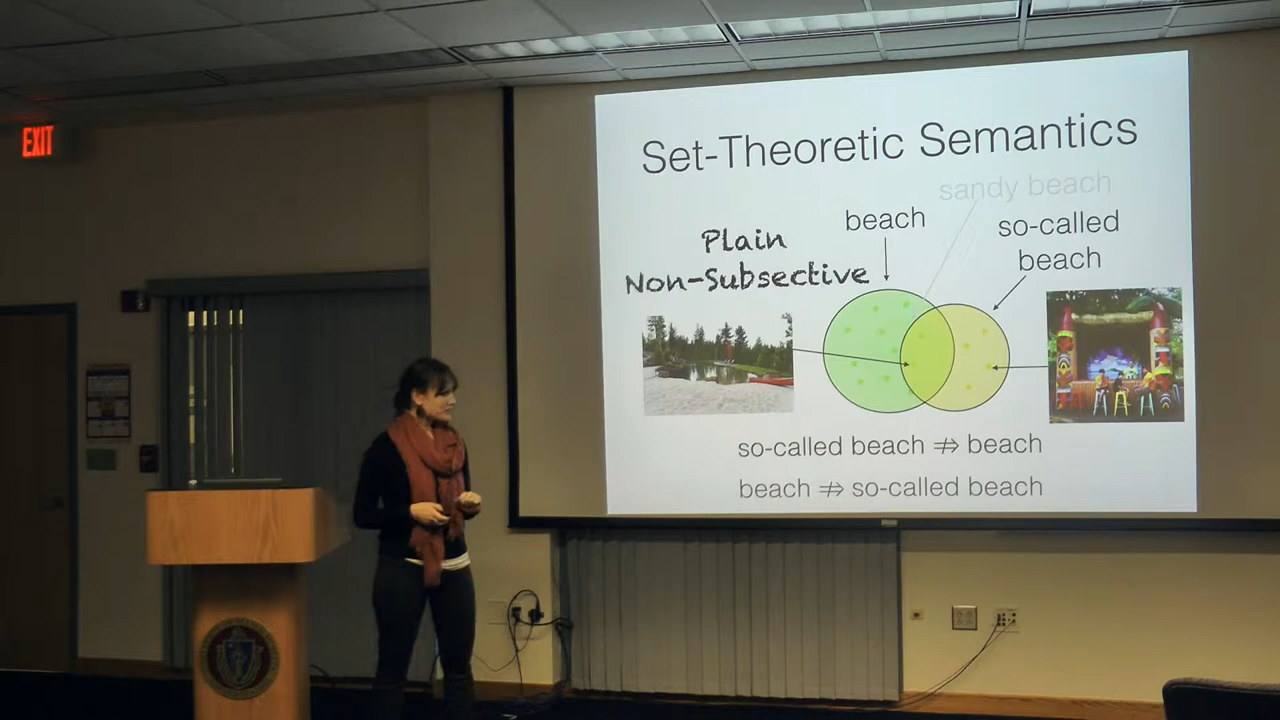 EXIT
Set-Theoretic Semantics
sandy beach
beach
so-called
beach
Plain
Non-Subsective
so-called beach ⇏ beach
beach ⇏ so-called beach